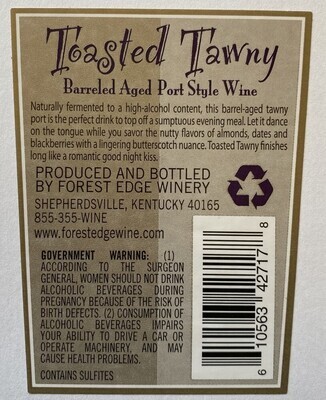 Toasted Tawny
Barreled Aged Port Style Wine
Naturally fermented to a high-alcohol content, this barrel-aged tawny
port is the perfect drink to top off a sumptuous evening meal. Let it dance
on the tongue while you savor the nutty flavors of almonds, dates and
blackberries with a lingering butterscotch nuance. Toasted Tawny finishes
long like a romantic good night kiss.
PRODUCED AND BOTTLED
BY FOREST EDGE WINERY
SHEPHERDSVILLE, KENTUCKY 40165
855-355-WINE
www.forestedgewine.com
GOVERNMENT WARNING: (1)
ACCORDING TO THE SURGEON
GENERAL, WOMEN SHOULD NOT DRINK
ALCOHOLIC BEVERAGES DURING
PREGNANCY BECAUSE OF THE RISK OF
BIRTH DEFECTS. (2) CONSUMPTION OF
ALCOHOLIC BEVERAGES IMPAIRS
YOUR ABILITY TO DRIVE A CAR OR
OPERATE MACHINERY, AND MAY
CAUSE HEALTH PROBLEMS.
CONTAINS SULFITES
6 10563 42717 8